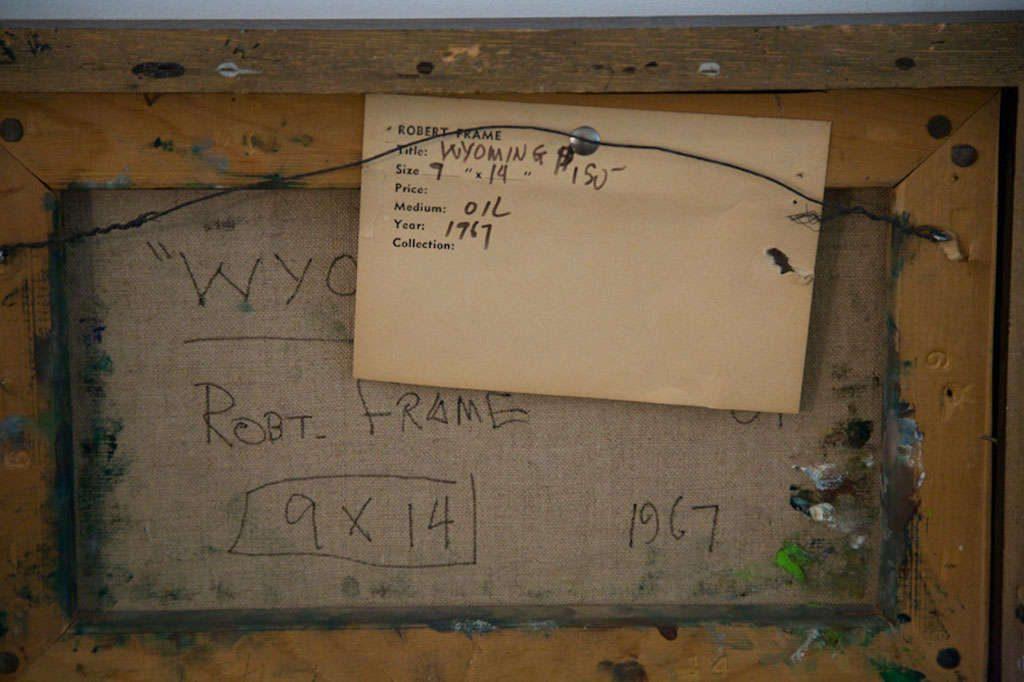 ROBERT FRAME
Title: WYOMING $150-
Size 9 " x 14 "
Price:
Medium: OIL
Year: 1967
Collection:
"WYO
ROBT. FRAME
9 X 14
1967